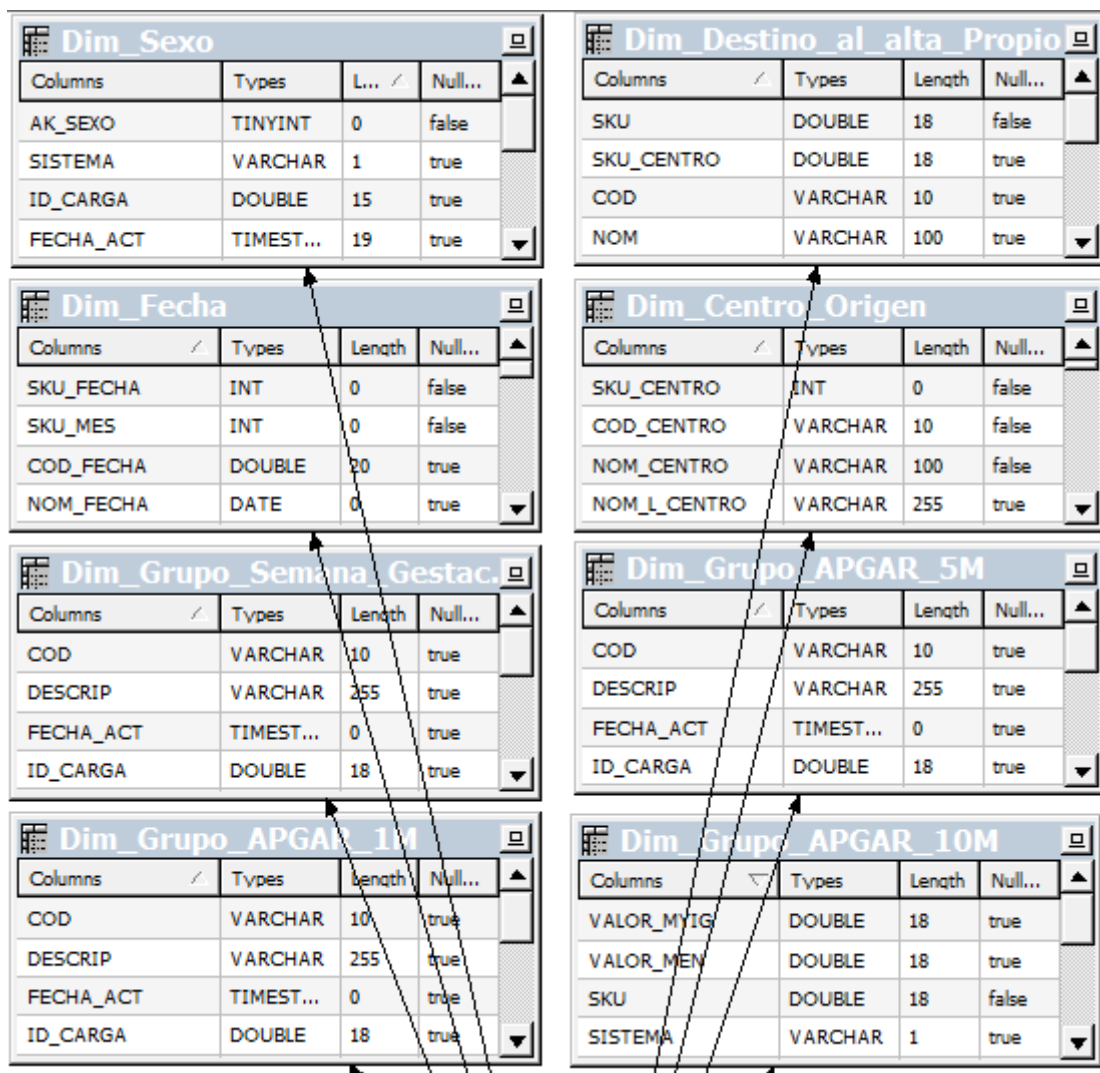 Dim_Sexo
Columns Types L... Null...
AK_SEXO TINYINT 0 false
SISTEMA VARCHAR 1 true
ID_CARGA DOUBLE 15 true
FECHA_ACT TIMEST... 19 true
Dim_Destino_al_alta_Propio
Columns Types Length Null...
SKU DOUBLE 18 false
SKU_CENTRO DOUBLE 18 true
COD VARCHAR 10 true
NOM VARCHAR 100 true
Dim_Fecha
Columns Types Length Null...
SKU_FECHA INT 0 false
SKU_MES INT 0 false
COD_FECHA DOUBLE 20 true
NOM_FECHA DATE 0 true
Dim_Centro_Origen
Columns Types Length Null...
SKU_CENTRO INT 0 false
COD_CENTRO VARCHAR 10 false
NOM_CENTRO VARCHAR 100 false
NOM_L_CENTRO VARCHAR 255 true
Dim_Grupo_Semana_Gestac.
Columns Types Length Null...
COD VARCHAR 10 true
DESCRIP VARCHAR 255 true
FECHA_ACT TIMEST... 0 true
ID_CARGA DOUBLE 18 true
Dim_Grupo_APGAR_5M
Columns Types Length Null...
COD VARCHAR 10 true
DESCRIP VARCHAR 255 true
FECHA_ACT TIMEST... 0 true
ID_CARGA DOUBLE 18 true
Dim_Grupo_APGAR_1M
Columns Types Length Null...
COD VARCHAR 10 true
DESCRIP VARCHAR 255 true
FECHA_ACT TIMEST... 0 true
ID_CARGA DOUBLE 18 true
Dim_Grupo_APGAR_10M
Columns Types Length Null...
VALOR_MYIG DOUBLE 18 true
VALOR_MEN DOUBLE 18 true
SKU DOUBLE 18 false
SISTEMA VARCHAR 1 true